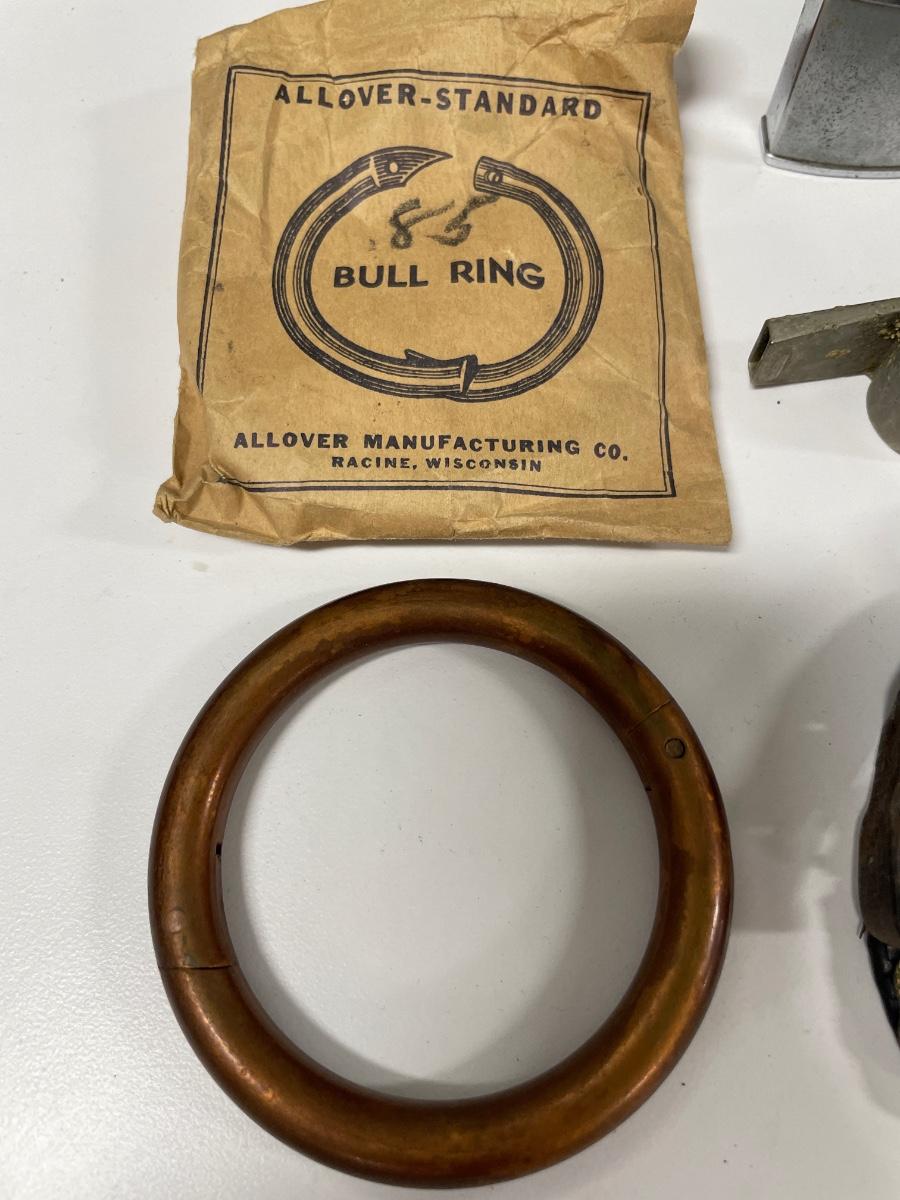 ALLOVER-STANDARD
.85
BULL RING
ALLOVER MANUFACTURING CO.
RACINE, WISCONSIN